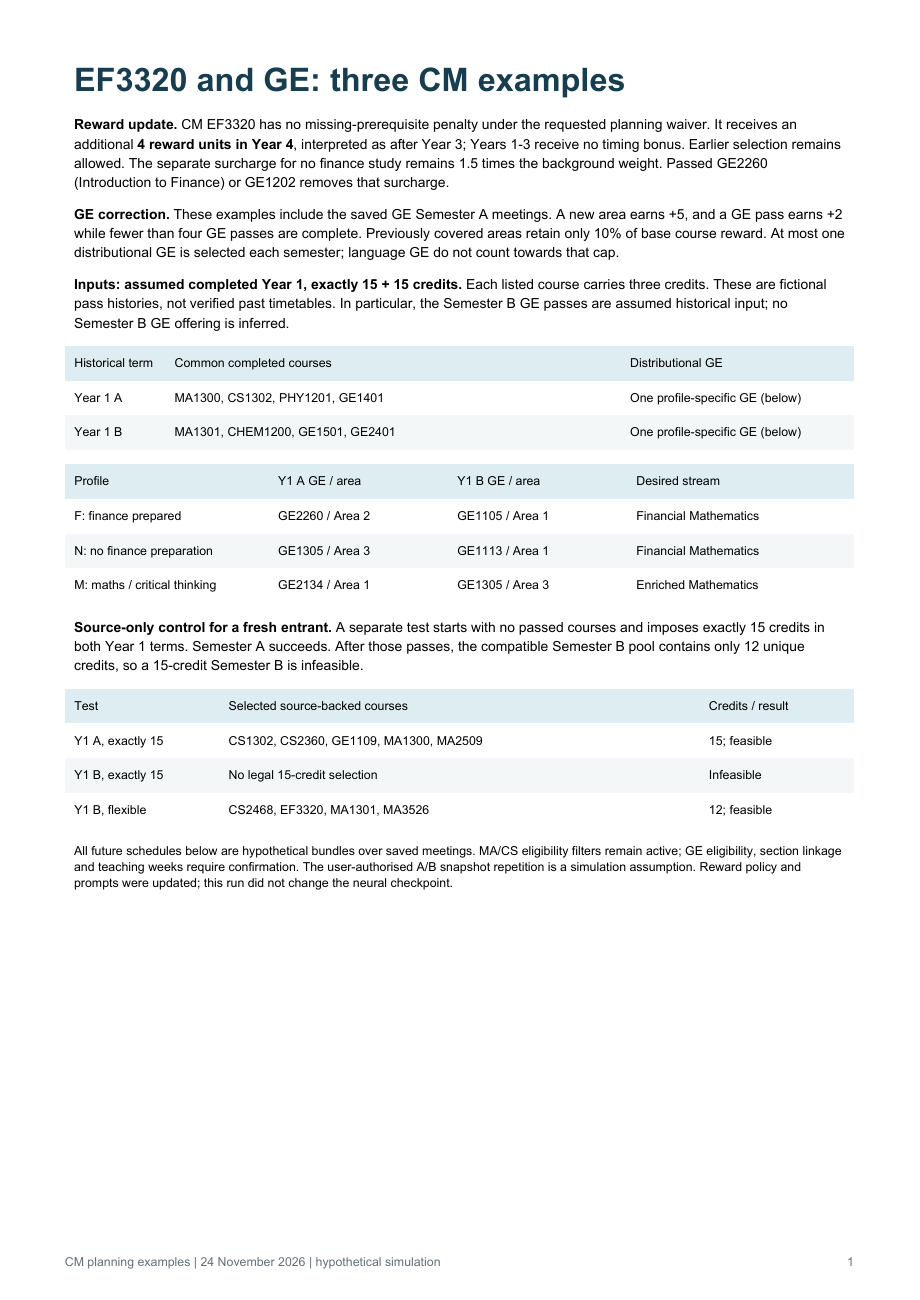 EF3320 and GE: three CM examples
Reward update. CM EF3320 has no missing-prerequisite penalty under the requested planning waiver. It receives an
additional 4 reward units in Year 4, interpreted as after Year 3; Years 1-3 receive no timing bonus. Earlier selection remains
allowed. The separate surcharge for no finance study remains 1.5 times the background weight. Passed GE2260
(Introduction to Finance) or GE1202 removes that surcharge.
GE correction. These examples include the saved GE Semester A meetings. A new area earns +5, and a GE pass earns +2
while fewer than four GE passes are complete. Previously covered areas retain only 10% of base course reward. At most one
distributional GE is selected each semester; language GE do not count towards that cap.
Inputs: assumed completed Year 1, exactly 15 + 15 credits. Each listed course carries three credits. These are fictional
pass histories, not verified past timetables. In particular, the Semester B GE passes are assumed historical input; no
Semester B GE offering is inferred.
Historical term Common completed courses Distributional GE
Year 1 A MA1300, CS1302, PHY1201, GE1401 One profile-specific GE (below)
Year 1 B MA1301, CHEM1200, GE1501, GE2401 One profile-specific GE (below)
Profile Y1 A GE / area Y1 B GE / area Desired stream
F: finance prepared GE2260 / Area 2 GE1105 / Area 1 Financial Mathematics
N: no finance preparation GE1305 / Area 3 GE1113 / Area 1 Financial Mathematics
M: maths / critical thinking GE2134 / Area 1 GE1305 / Area 3 Enriched Mathematics
Source-only control for a fresh entrant. A separate test starts with no passed courses and imposes exactly 15 credits in
both Year 1 terms. Semester A succeeds. After those passes, the compatible Semester B pool contains only 12 unique
credits, so a 15-credit Semester B is infeasible.
Test Selected source-backed courses Credits / result
Y1 A, exactly 15 CS1302, CS2360, GE1109, MA1300, MA2509 15; feasible
Y1 B, exactly 15 No legal 15-credit selection Infeasible
Y1 B, flexible CS2468, EF3320, MA1301, MA3526 12; feasible
All future schedules below are hypothetical bundles over saved meetings. MA/CS eligibility filters remain active; GE eligibility, section linkage
and teaching weeks require confirmation. The user-authorised A/B snapshot repetition is a simulation assumption. Reward policy and
prompts were updated; this run did not change the neural checkpoint.
CM planning examples | 24 November 2026 | hypothetical simulation 1